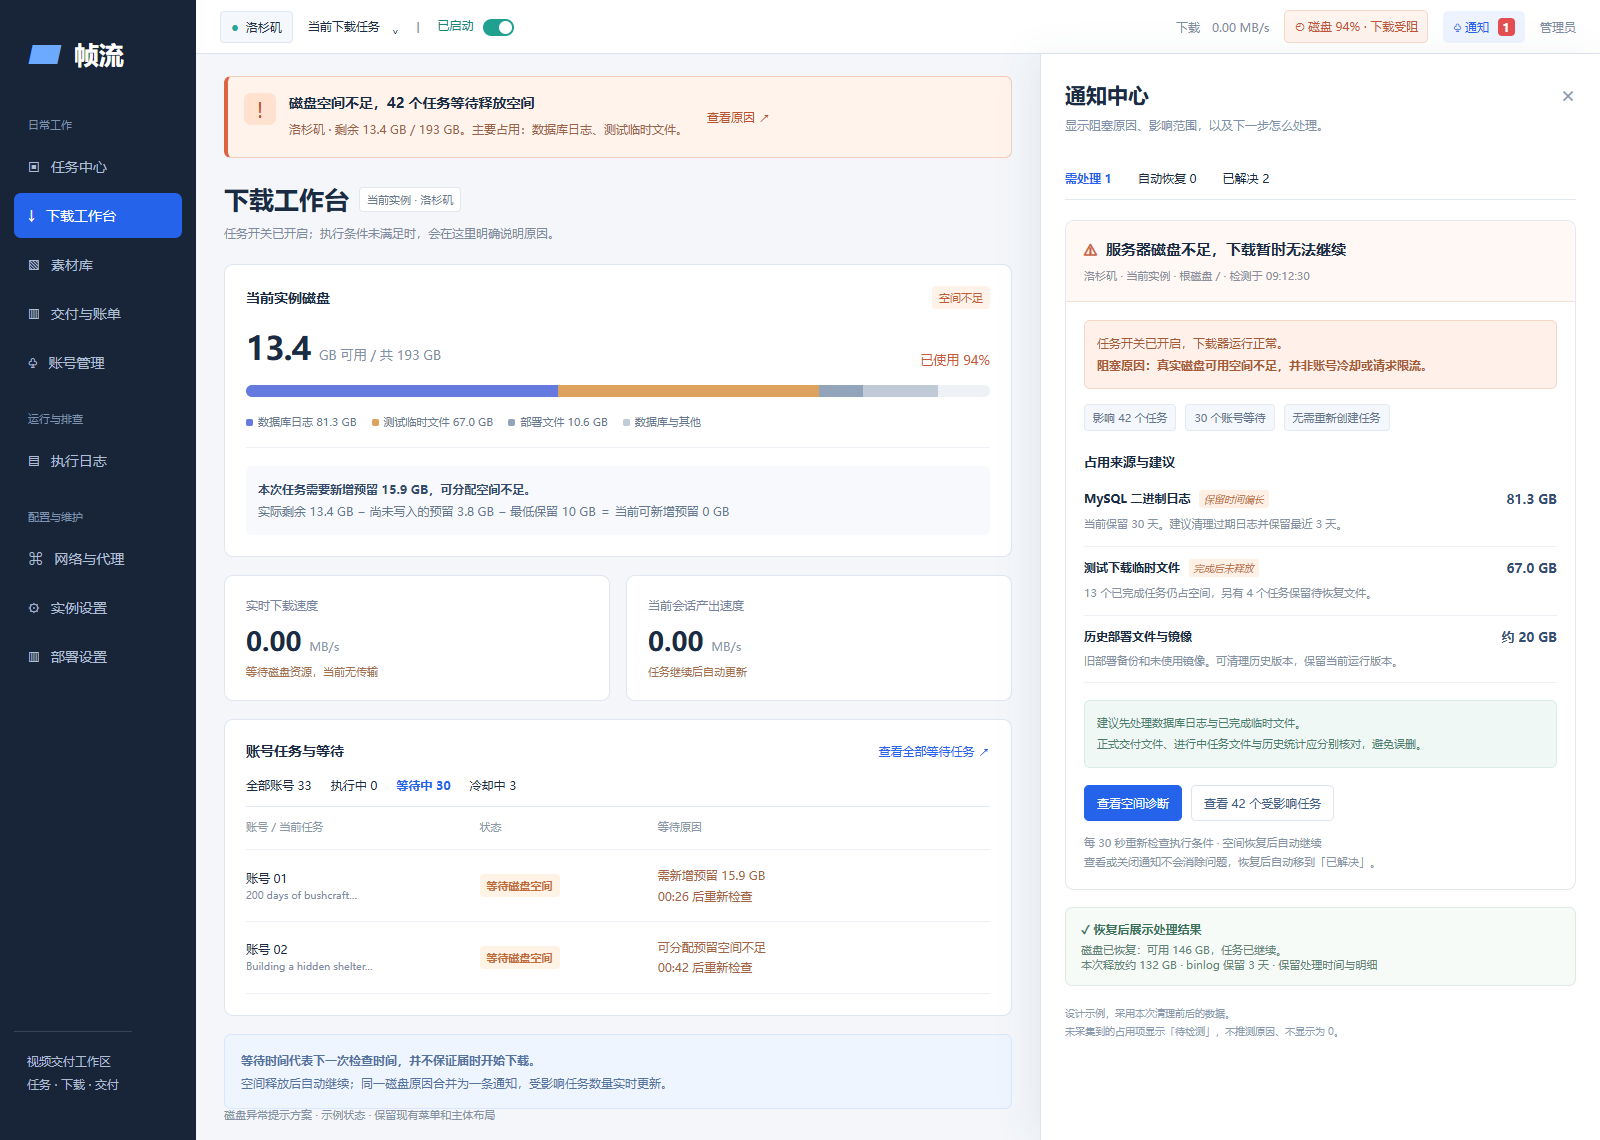 帧流
日常工作
任务中心
下载工作台
素材库
交付与账单
账号管理
运行与排查
执行日志
配置与维护
网络与代理
实例设置
部署设置
视频交付工作区
任务 · 下载 · 交付
洛杉矶
当前下载任务
|
已启动
下载 0.00 MB/s
磁盘 94% · 下载受阻
通知 1
管理员
!
磁盘空间不足，42 个任务等待释放空间
洛杉矶 · 剩余 13.4 GB / 193 GB。主要占用：数据库日志、测试临时文件。
查看原因 ↗
下载工作台
当前实例 · 洛杉矶
任务开关已开启；执行条件未满足时，会在这里明确说明原因。
当前实例磁盘
空间不足
13.4 GB 可用 / 共 193 GB
已使用 94%
数据库日志 81.3 GB
测试临时文件 67.0 GB
部署文件 10.6 GB
数据库与其他
本次任务需要新增预留 15.9 GB，可分配空间不足。
实际剩余 13.4 GB − 尚未写入的预留 3.8 GB − 最低保留 10 GB = 当前可新增预留 0 GB
实时下载速度
0.00 MB/s
等待磁盘资源，当前无传输
当前会话产出速度
0.00 MB/s
任务继续后自动更新
账号任务与等待
查看全部等待任务 ↗
全部账号 33
执行中 0
等待中 30
冷却中 3
账号 / 当前任务
状态
等待原因
账号 01
200 days of bushcraft...
等待磁盘空间
需新增预留 15.9 GB
00:26 后重新检查
账号 02
Building a hidden shelter...
等待磁盘空间
可分配预留空间不足
00:42 后重新检查
等待时间代表下一次检查时间，并不保证届时开始下载。
空间释放后自动继续；同一磁盘原因合并为一条通知，受影响任务数量实时更新。
磁盘异常提示方案 · 示例状态 · 保留现有菜单和主体布局
通知中心
×
显示阻塞原因、影响范围，以及下一步怎么处理。
需处理 1
自动恢复 0
已解决 2
服务器磁盘不足，下载暂时无法继续
洛杉矶 · 当前实例 · 根磁盘 / · 检测于 09:12:30
任务开关已开启，下载器运行正常。
阻塞原因：真实磁盘可用空间不足，并非账号冷却或请求限流。
影响 42 个任务
30 个账号等待
无需重新创建任务
占用来源与建议
MySQL 二进制日志
保留时间偏长
81.3 GB
当前保留 30 天。建议清理过期日志并保留最近 3 天。
测试下载临时文件
完成后未释放
67.0 GB
13 个已完成任务仍占空间，另有 4 个任务保留待恢复文件。
历史部署文件与镜像
约 20 GB
旧部署备份和未使用镜像。可清理历史版本，保留当前运行版本。
建议先处理数据库日志与已完成临时文件。
正式交付文件、进行中任务文件与历史统计应分别核对，避免误删。
查看空间诊断
查看 42 个受影响任务
每 30 秒重新检查执行条件 · 空间恢复后自动继续
查看或关闭通知不会消除问题，恢复后自动移到「已解决」。
✓ 恢复后展示处理结果
磁盘已恢复：可用 146 GB，任务已继续。
本次释放约 132 GB · binlog 保留 3 天 · 保留处理时间与明细
设计示例，采用本次清理前后的数据。
未采集到的占用项显示「待检测」，不推测原因、不显示为 0。